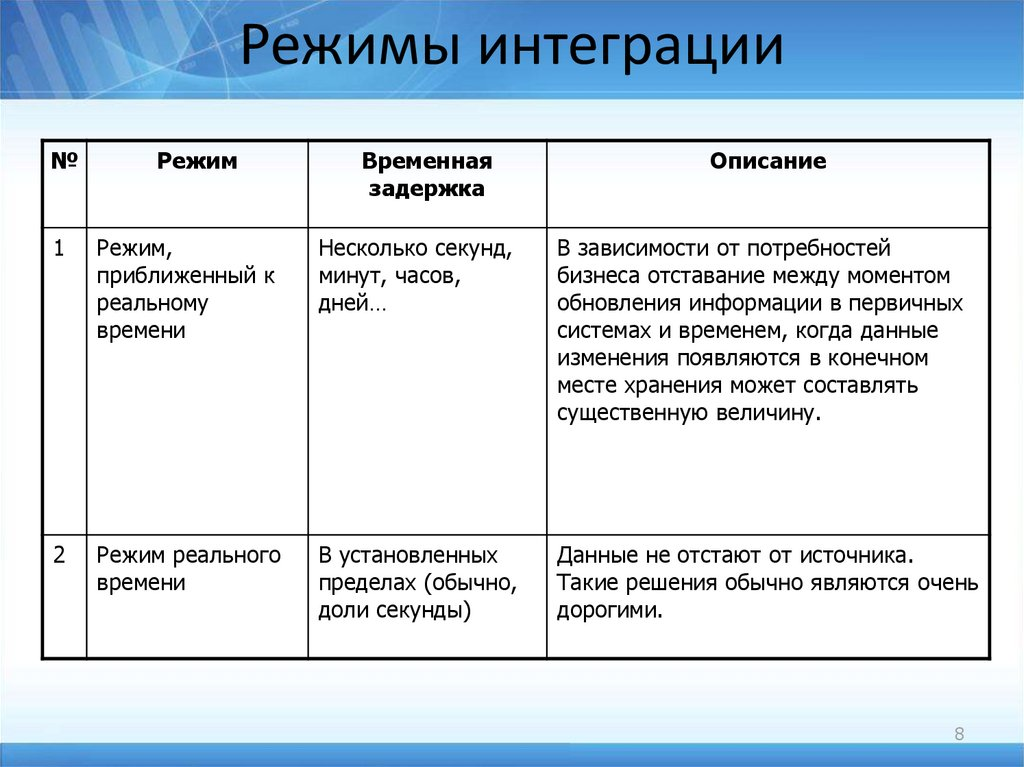 Режимы интеграции
№
Режим
Временная
задержка
Описание
1
Режим,
приближенный к
реальному
времени
Несколько секунд,
минут, часов,
дней…
В зависимости от потребностей
бизнеса отставание между моментом
обновления информации в первичных
системах и временем, когда данные
изменения появляются в конечном
месте хранения может составлять
существенную величину.
2
Режим реального
времени
В установленных
пределах (обычно,
доли секунды)
Данные не отстают от источника.
Такие решения обычно являются очень
дорогими.
8